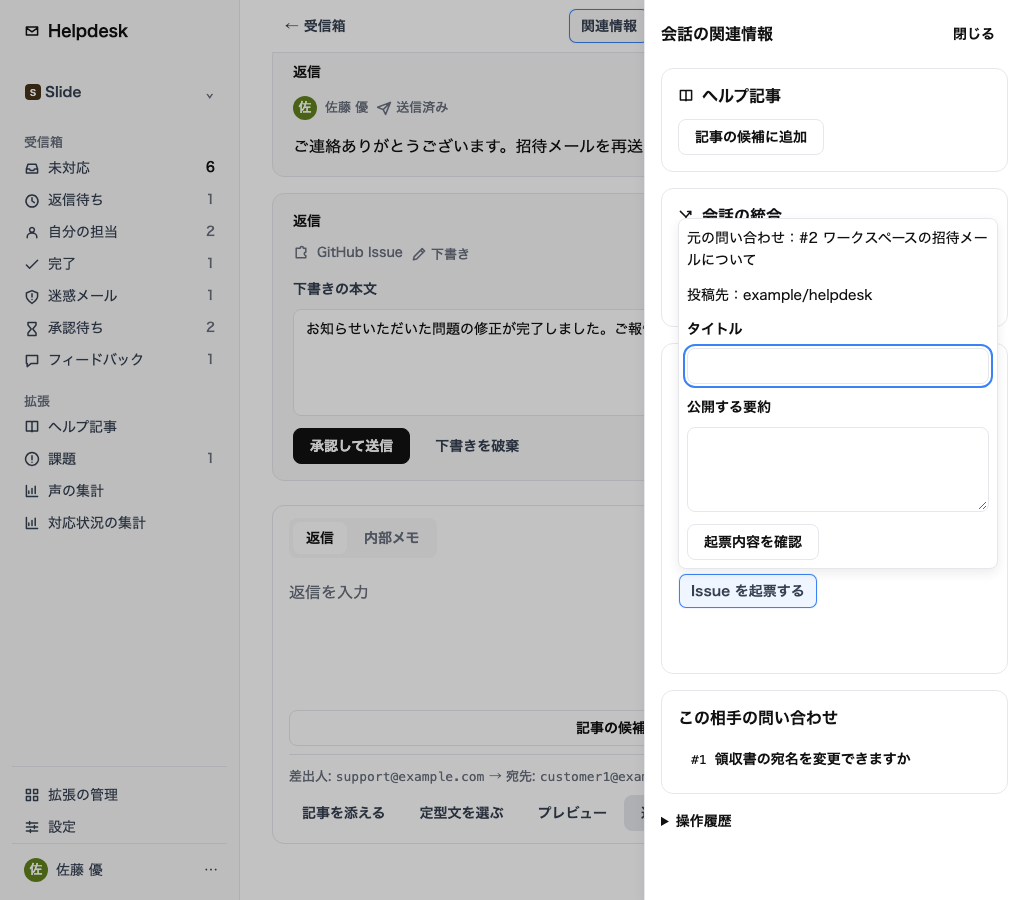 Helpdesk
S Slide
受信箱
未対応 6
返信待ち 1
自分の担当 2
完了 1
迷惑メール 1
承認待ち 2
フィードバック 1
拡張
ヘルプ記事
課題 1
声の集計
対応状況の集計
拡張の管理
設定
佐 佐藤 優 …
← 受信箱
関連情報
返信
佐 佐藤 優 送信済み
ご連絡ありがとうございます。招待メールを再送
返信
GitHub Issue 下書き
下書きの本文
お知らせいただいた問題の修正が完了しました。ご報
承認して送信 下書きを破棄
返信 内部メモ
返信を入力
記事の候補
差出人: support@example.com → 宛先: customer1@exam
記事を添える 定型文を選ぶ プレビュー
会話の関連情報 閉じる
ヘルプ記事
記事の候補に追加
会話の統合
元の問い合わせ：#2 ワークスペースの招待メー
ルについて
投稿先：example/helpdesk
タイトル
公開する要約
起票内容を確認
Issue を起票する
この相手の問い合わせ
#1 領収書の宛名を変更できますか
▶ 操作履歴